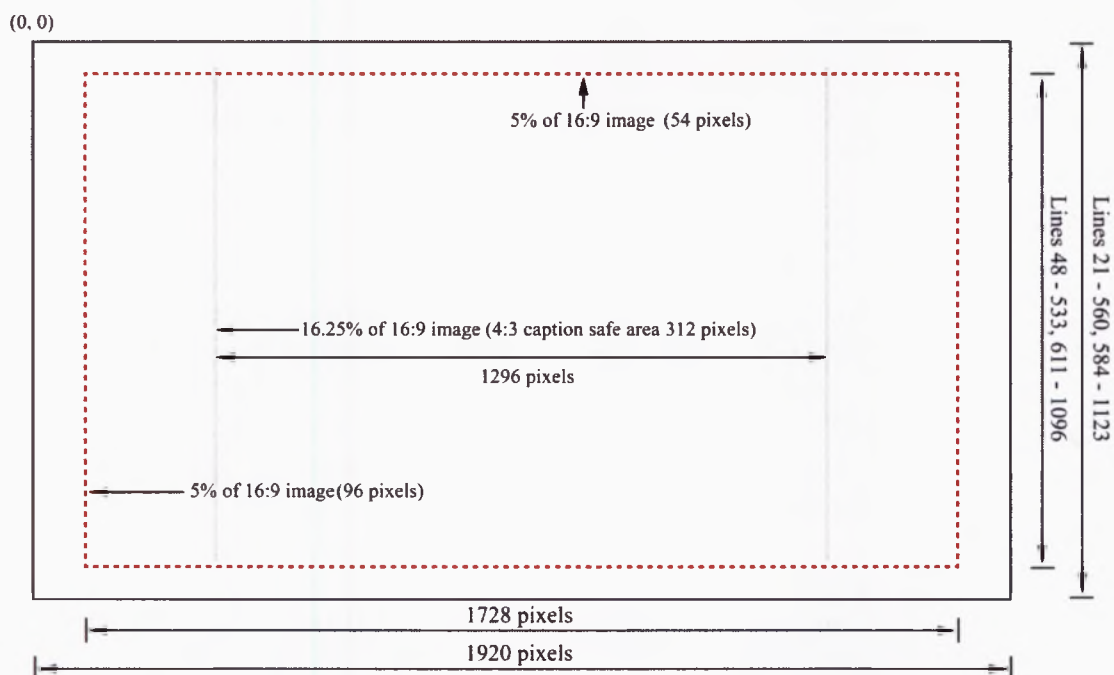 (0, 0)
5% of 16:9 image (54 pixels)
16.25% of 16:9 image (4:3 caption safe area 312 pixels)
1296 pixels
5% of 16:9 image(96 pixels)
Lines 48 - 533, 611 - 1096
Lines 21 - 560, 584 - 1123
1728 pixels
1920 pixels